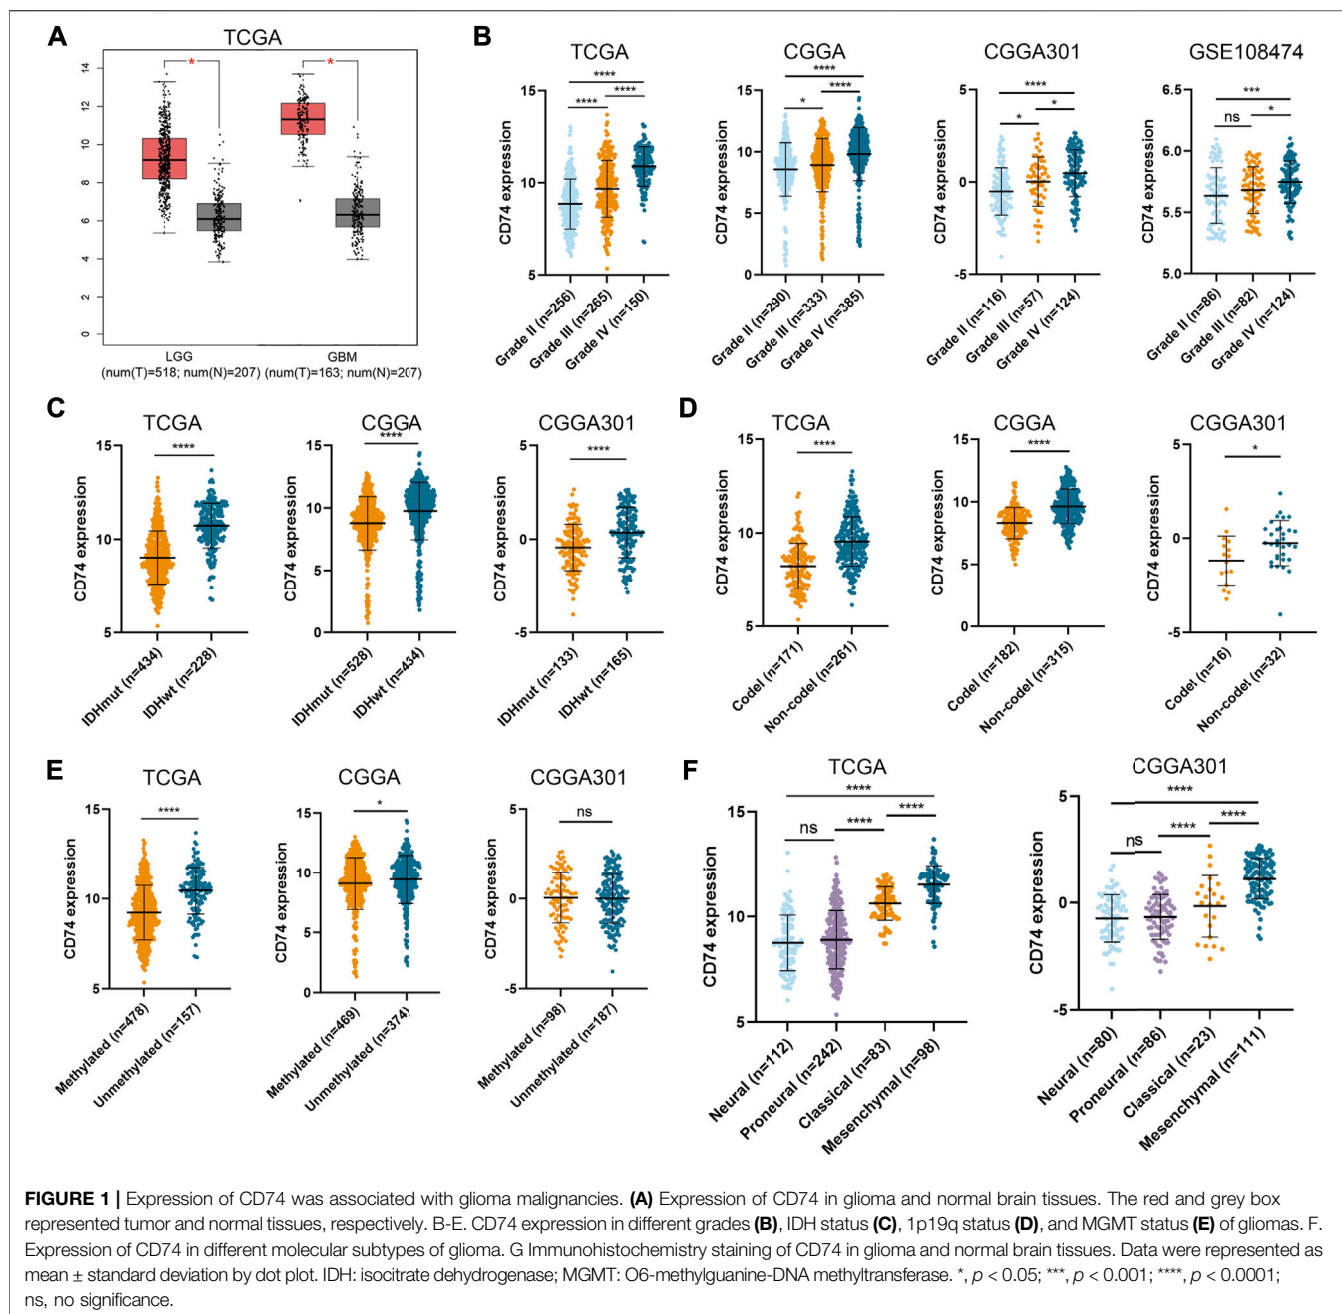 A
TCGA
*
*
14
12
10
8
6
4
2
0
LGG
(num(T)=518; num(N)=207)
GBM
(num(T)=163; num(N)=207)
B
TCGA
****
****
****
CD74 expression
15
10
5
Grade II (n=256)
Grade III (n=265)
Grade IV (n=150)
CGGA
****
****
*
CD74 expression
15
10
5
0
Grade II (n=290)
Grade III (n=333)
Grade IV (n=385)
CGGA301
****
*
*
CD74 expression
5
0
-5
Grade II (n=116)
Grade III (n=57)
Grade IV (n=124)
GSE108474
***
ns
*
CD74 expression
6.5
6.0
5.5
5.0
Grade II (n=86)
Grade III (n=82)
Grade IV (n=124)
C
TCGA
****
CD74 expression
15
10
5
IDHmut (n=434)
IDHwt (n=228)
CGGA
****
CD74 expression
15
10
5
0
IDHmut (n=528)
IDHwt (n=434)
CGGA301
****
CD74 expression
5
0
-5
IDHmut (n=133)
IDHwt (n=165)
D
TCGA
****
CD74 expression
15
10
5
Codel (n=171)
Non-codel (n=261)
CGGA
****
CD74 expression
15
10
5
0
Codel (n=182)
Non-codel (n=315)
CGGA301
*
CD74 expression
5
0
-5
Codel (n=16)
Non-codel (n=32)
E
TCGA
****
CD74 expression
15
10
5
Methylated (n=478)
Unmethylated (n=157)
CGGA
*
CD74 expression
15
10
5
0
Methylated (n=469)
Unmethylated (n=374)
CGGA301
ns
CD74 expression
5
0
-5
Methylated (n=98)
Unmethylated (n=187)
F
TCGA
****
ns
****
****
CD74 expression
15
10
5
Neural (n=112)
Proneural (n=242)
Classical (n=83)
Mesenchymal (n=98)
CGGA301
****
ns
****
****
CD74 expression
5
0
-5
Neural (n=80)
Proneural (n=86)
Classical (n=23)
Mesenchymal (n=111)
FIGURE 1 | Expression of CD74 was associated with glioma malignancies. (A) Expression of CD74 in glioma and normal brain tissues. The red and grey box
represented tumor and normal tissues, respectively. B-E. CD74 expression in different grades (B), IDH status (C), 1p19q status (D), and MGMT status (E) of gliomas. F.
Expression of CD74 in different molecular subtypes of glioma. G Immunohistochemistry staining of CD74 in glioma and normal brain tissues. Data were represented as
mean ± standard deviation by dot plot. IDH: isocitrate dehydrogenase; MGMT: O6-methylguanine-DNA methyltransferase. *, p < 0.05; ***, p < 0.001; ****, p < 0.0001;
ns, no significance.